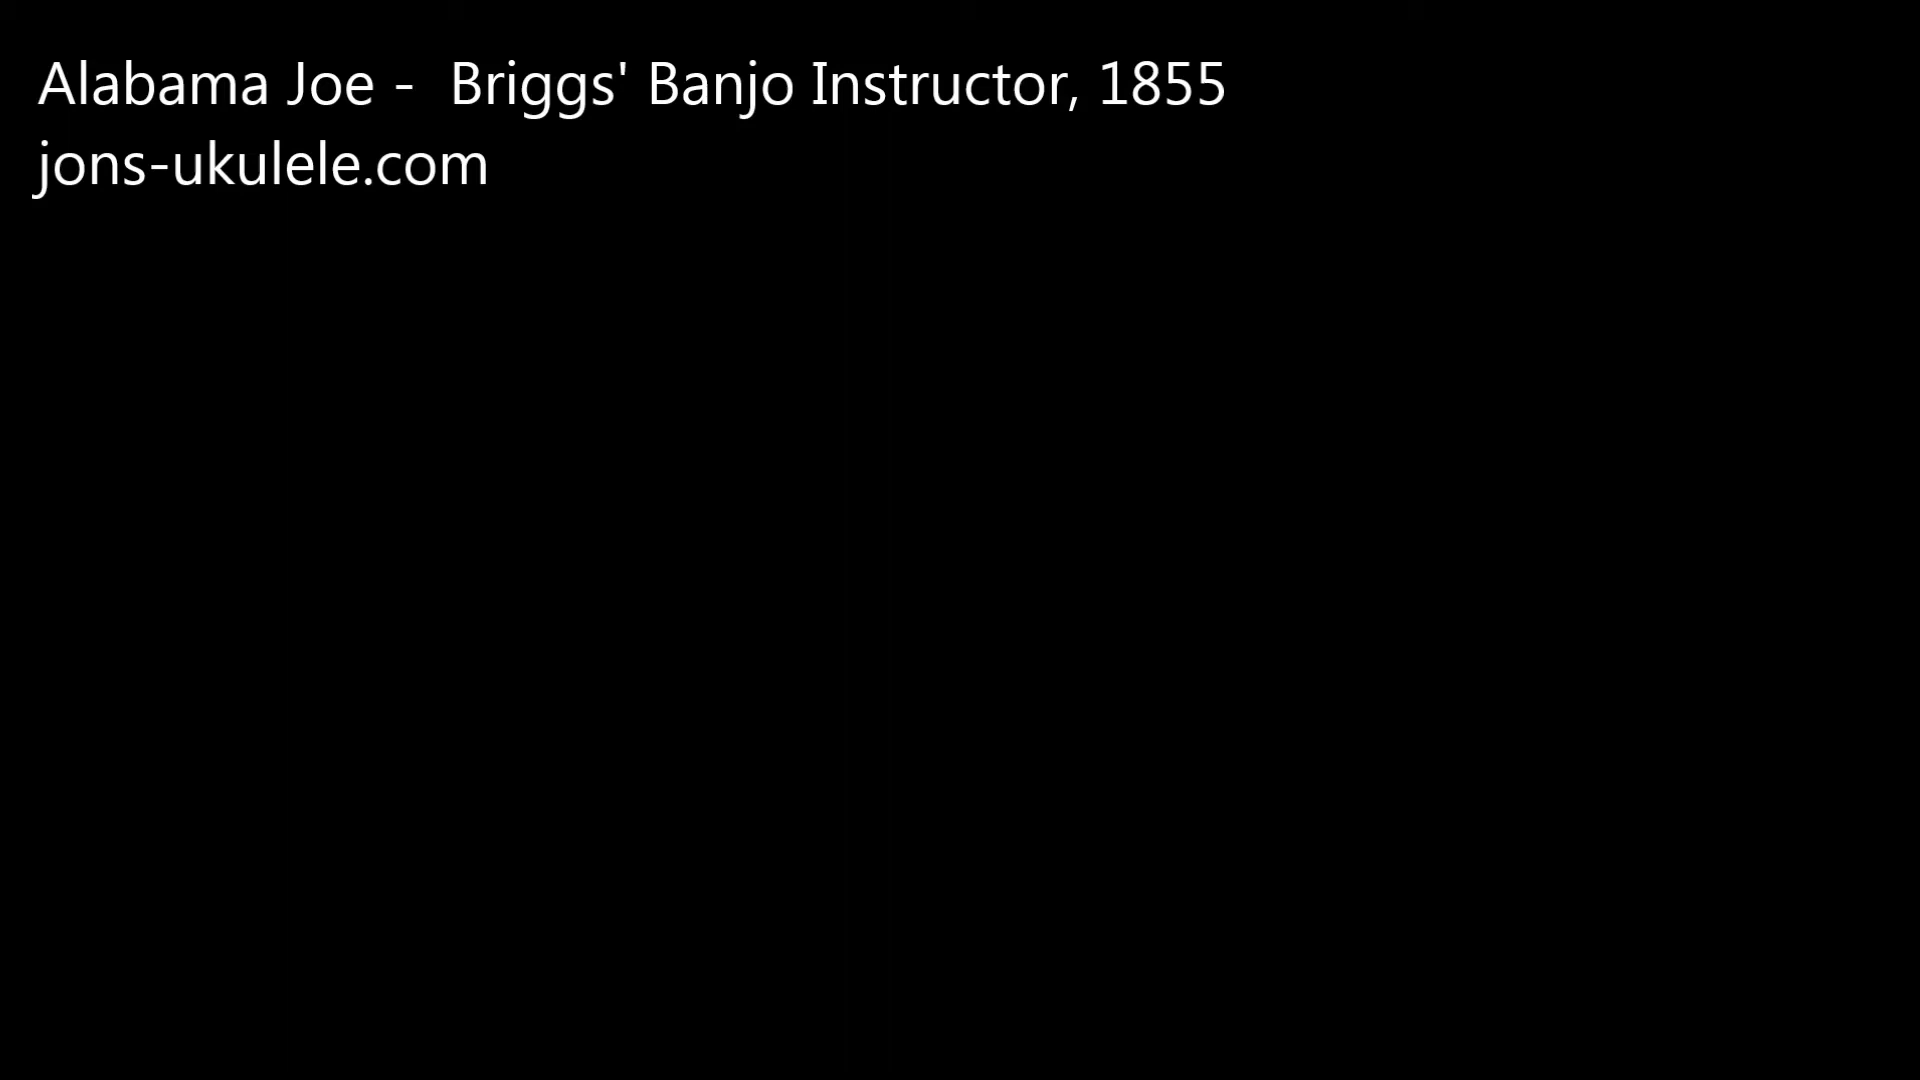 Alabama Joe -  Briggs' Banjo Instructor, 1855
jons-ukulele.com